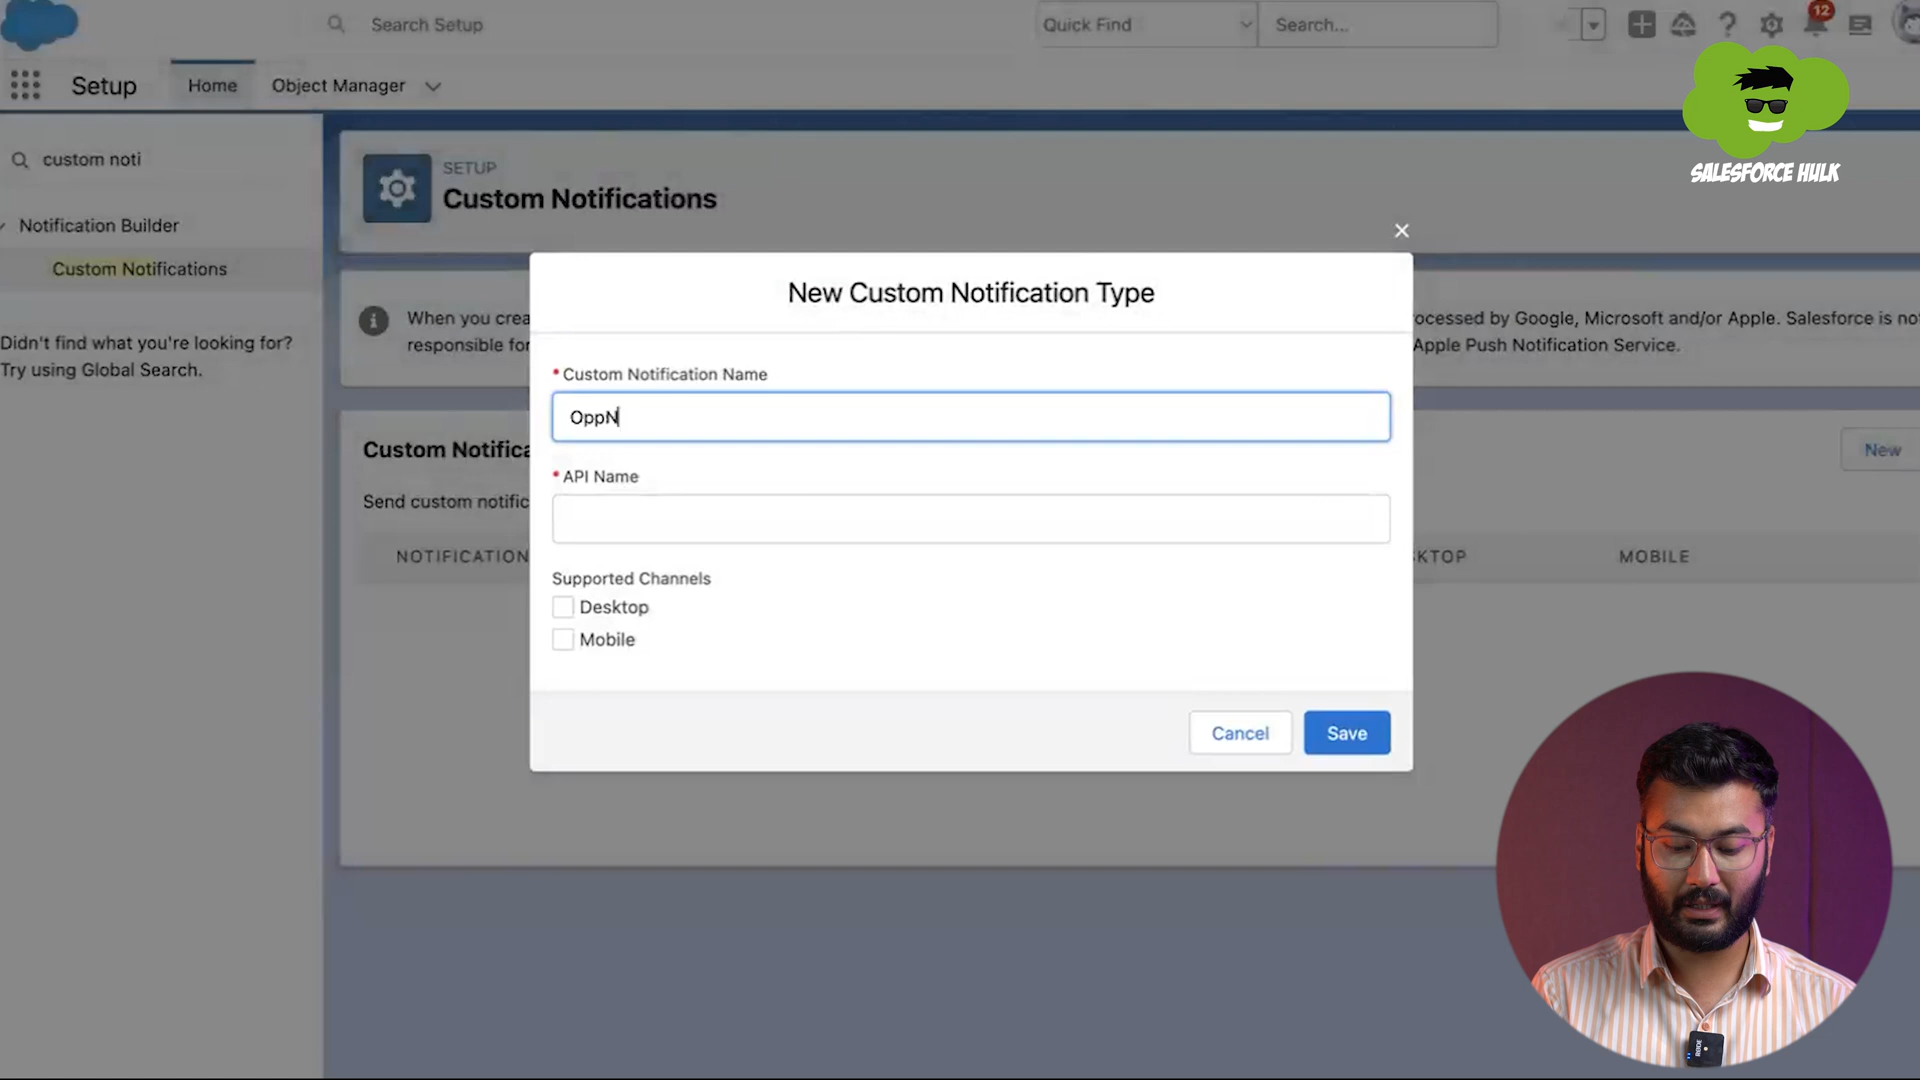 Search Setup
Quick Find
Search...
12
Setup
Home
Object Manager
SALESFORCE HULK
custom noti
Notification Builder
Custom Notifications
Didn't find what you're looking for?
Try using Global Search.
SETUP
Custom Notifications
When you crea
ocessed by Google, Microsoft and/or Apple. Salesforce is not
responsible for
Apple Push Notification Service.
New Custom Notification Type
*Custom Notification Name
OppN
*API Name
Supported Channels
Desktop
Mobile
Cancel
Save
Custom Notifica
New
Send custom notific
NOTIFICATION
SKTOP
MOBILE
RODE